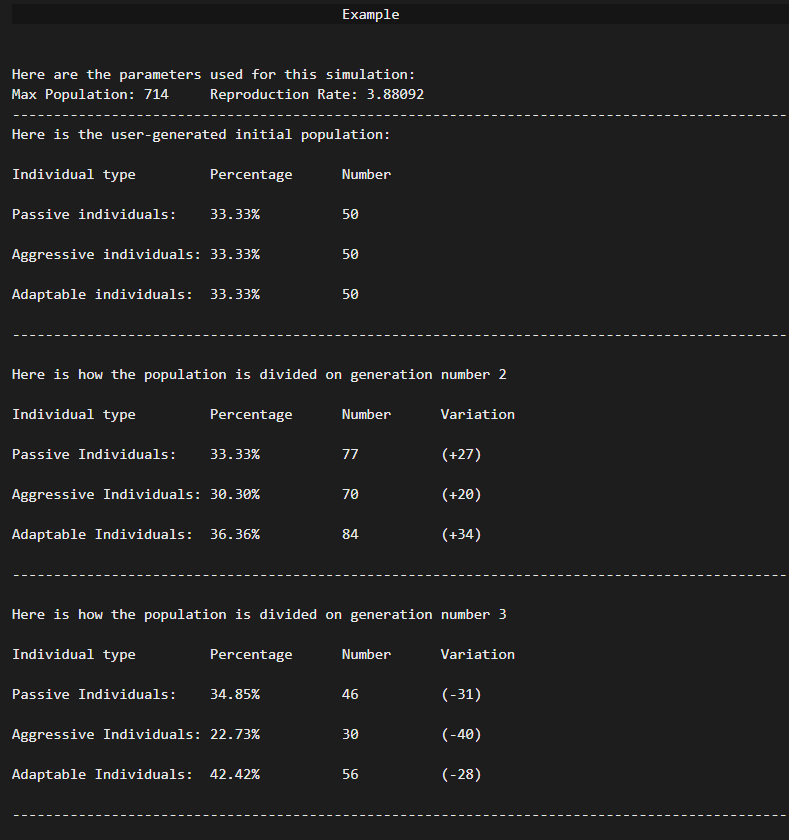 Example
Here are the parameters used for this simulation:
Max Population: 714     Reproduction Rate: 3.88092
----------------------------------------------------------------------------------------------
Here is the user-generated initial population:
Individual type         Percentage      Number
Passive individuals:    33.33%          50
Aggressive individuals: 33.33%          50
Adaptable individuals:  33.33%          50
----------------------------------------------------------------------------------------------
Here is how the population is divided on generation number 2
Individual type         Percentage      Number      Variation
Passive Individuals:    33.33%          77          (+27)
Aggressive Individuals: 30.30%          70          (+20)
Adaptable Individuals:  36.36%          84          (+34)
----------------------------------------------------------------------------------------------
Here is how the population is divided on generation number 3
Individual type         Percentage      Number      Variation
Passive Individuals:    34.85%          46          (-31)
Aggressive Individuals: 22.73%          30          (-40)
Adaptable Individuals:  42.42%          56          (-28)
----------------------------------------------------------------------------------------------